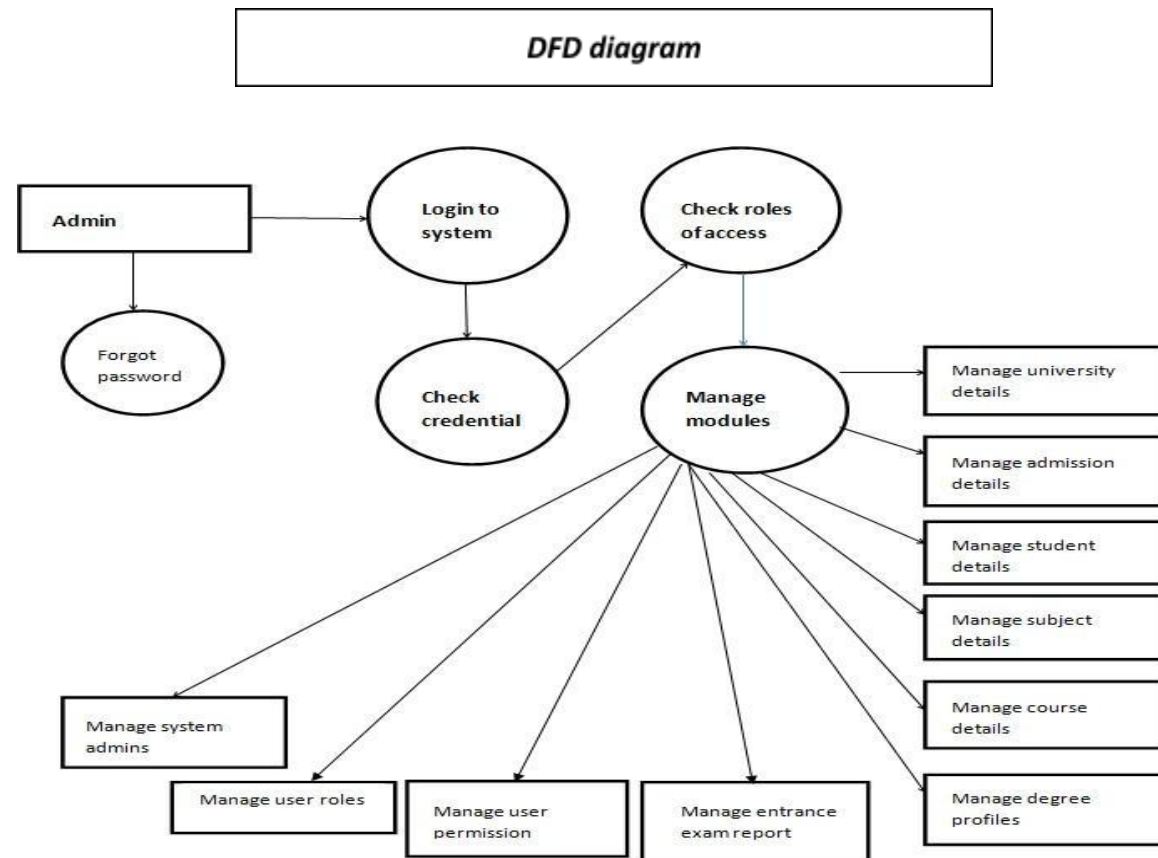 DFD diagram
Admin
Login to
system
Check roles
of access
Forgot
password
Check
credential
Manage
modules
Manage university
details
Manage admission
details
Manage student
details
Manage subject
details
Manage course
details
Manage degree
profiles
Manage system
admins
Manage user roles
Manage user
permission
Manage entrance
exam report